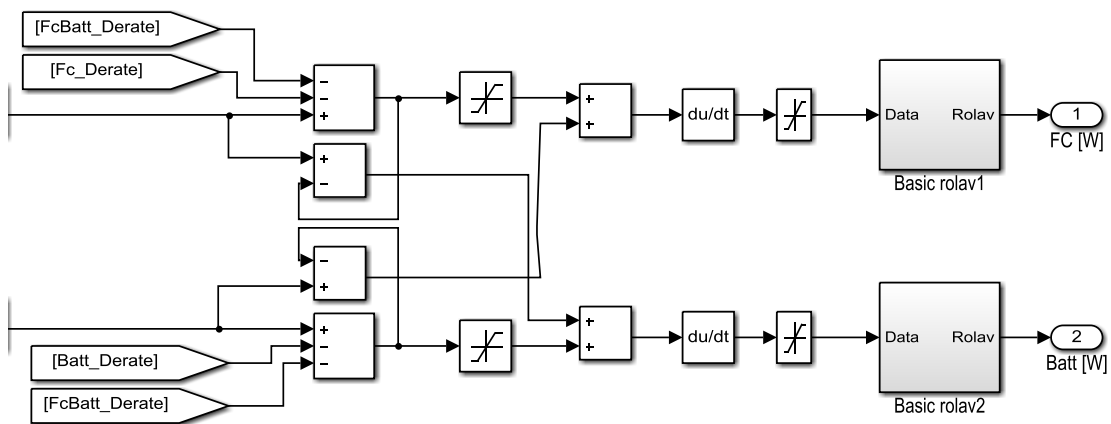 [FcBatt_Derate]
[Fc_Derate]
−
−
+
+
−
+
+
du/dt
Data
Rolav
Basic rolav1
1
FC [W]
−
+
+
−
−
[Batt_Derate]
[FcBatt_Derate]
+
+
du/dt
Data
Rolav
Basic rolav2
2
Batt [W]